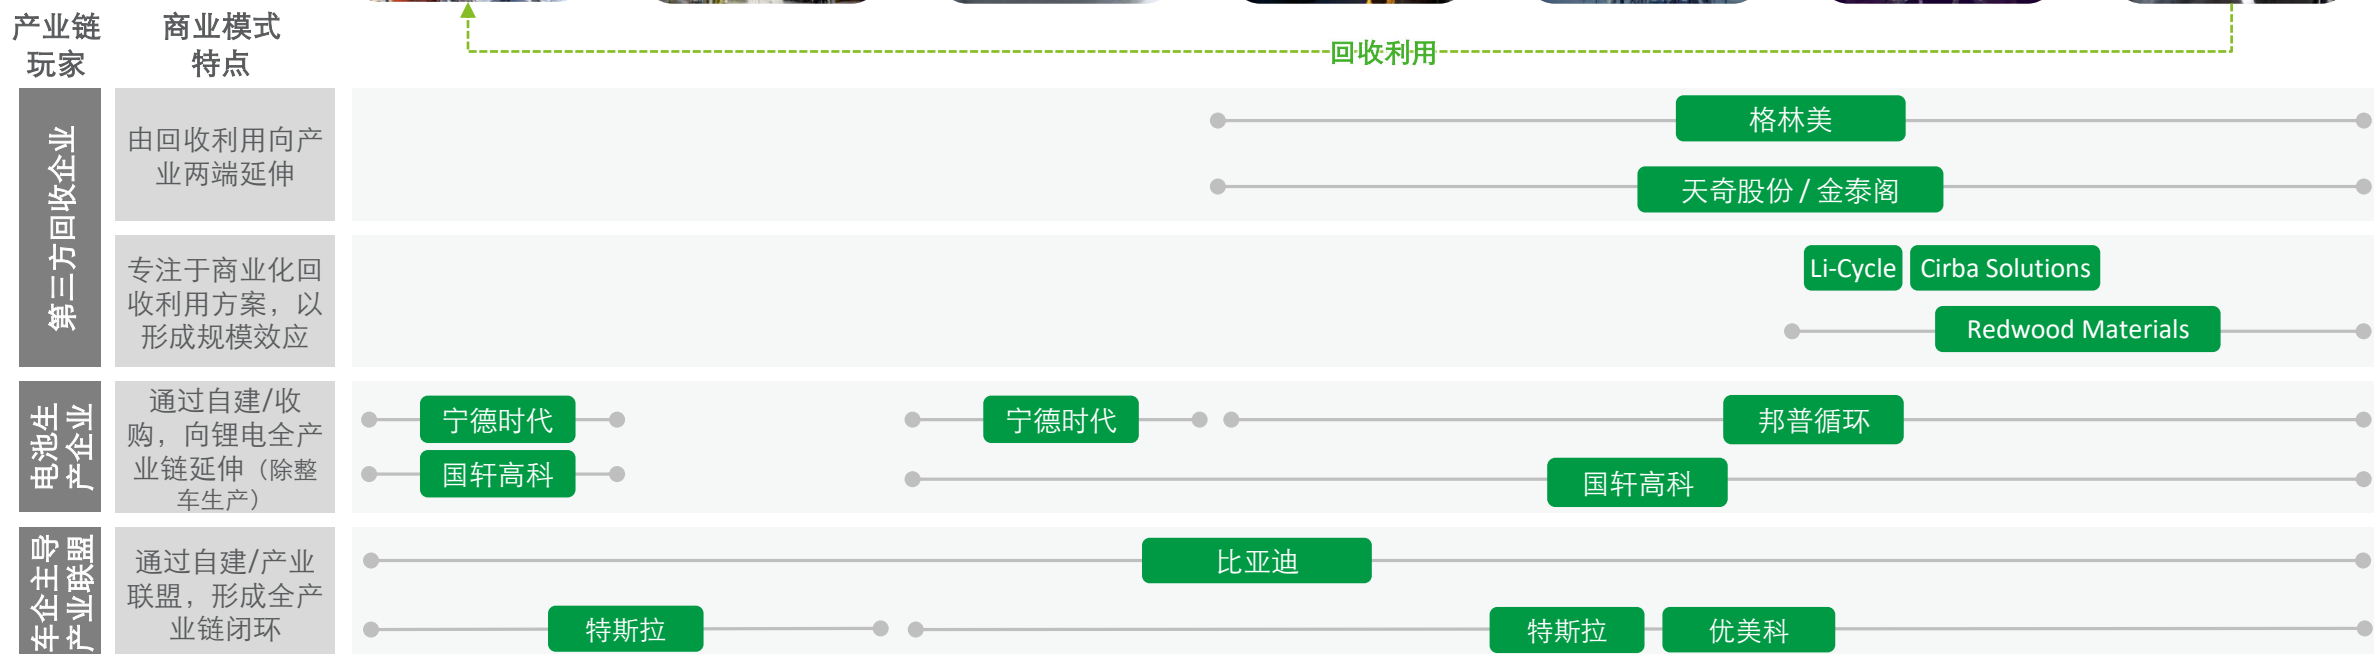 产业链
玩家
商业模式
特点
回收利用
第三方回收企业
由回收利用向产
业两端延伸
格林美
天奇股份 / 金泰阁
专注于商业化回
收利用方案，以
形成规模效应
Li-Cycle
Cirba Solutions
Redwood Materials
电池生
产企业
通过自建/收
购，向锂电全产
业链延伸（除整
车生产）
宁德时代
宁德时代
邦普循环
国轩高科
国轩高科
车企主导
产业联盟
通过自建/产业
联盟，形成全产
业链闭环
比亚迪
特斯拉
特斯拉
优美科